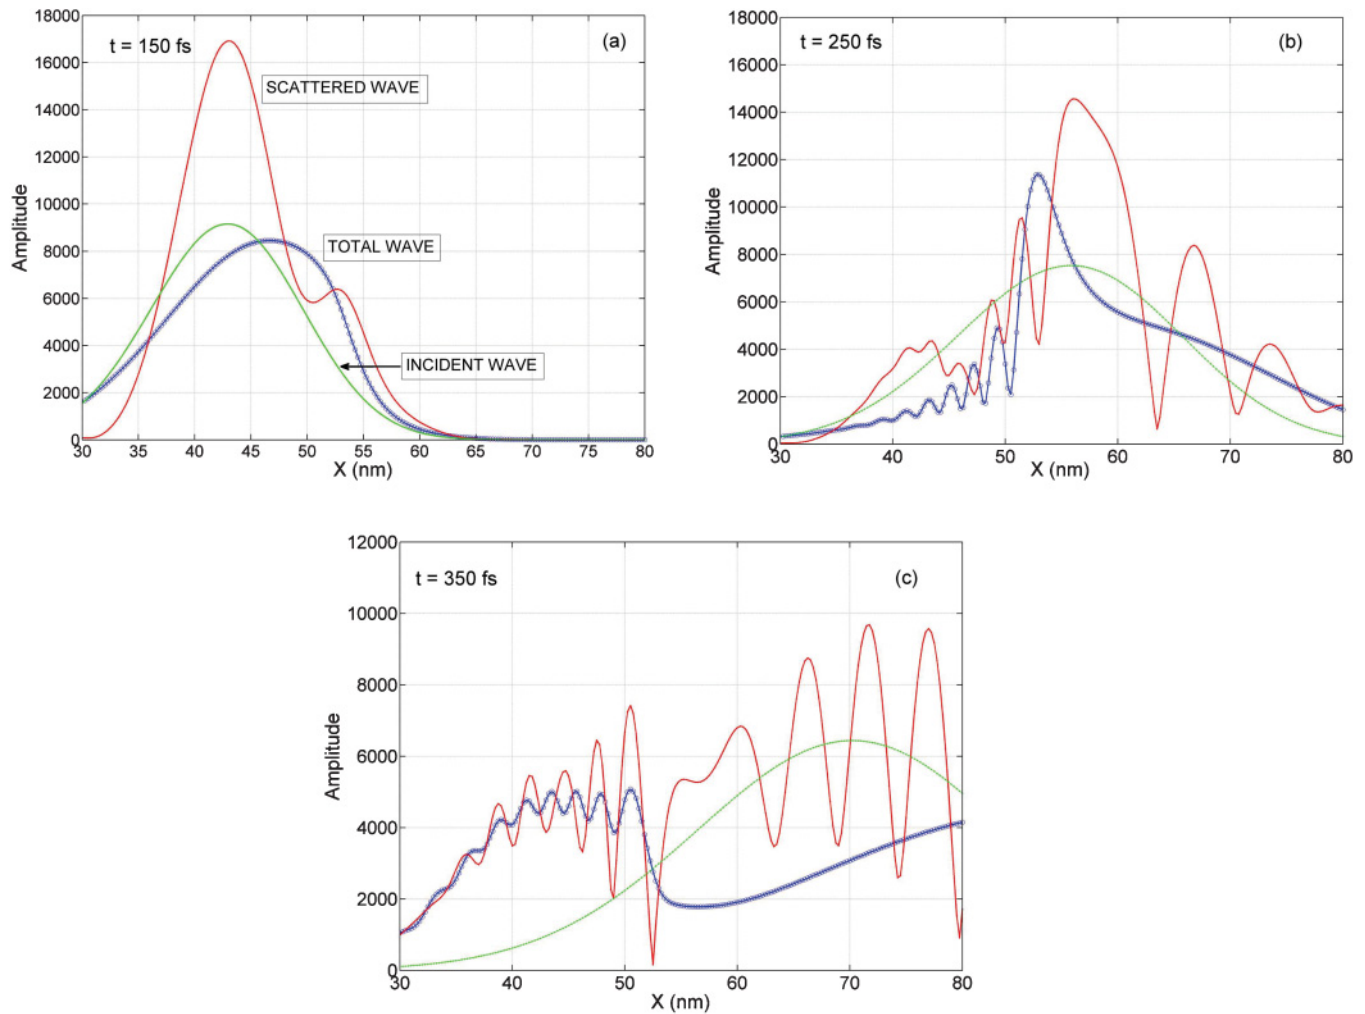 18000
16000
14000
12000
10000
8000
6000
4000
2000
0
Amplitude
t = 150 fs
(a)
SCATTERED WAVE
TOTAL WAVE
INCIDENT WAVE
30 35 40 45 50 55 60 65 70 75 80
X (nm)
18000
16000
14000
12000
10000
8000
6000
4000
2000
0
Amplitude
t = 250 fs
(b)
30 40 50 60 70 80
X (nm)
12000
10000
8000
6000
4000
2000
0
Amplitude
t = 350 fs
(c)
30 40 50 60 70 80
X (nm)